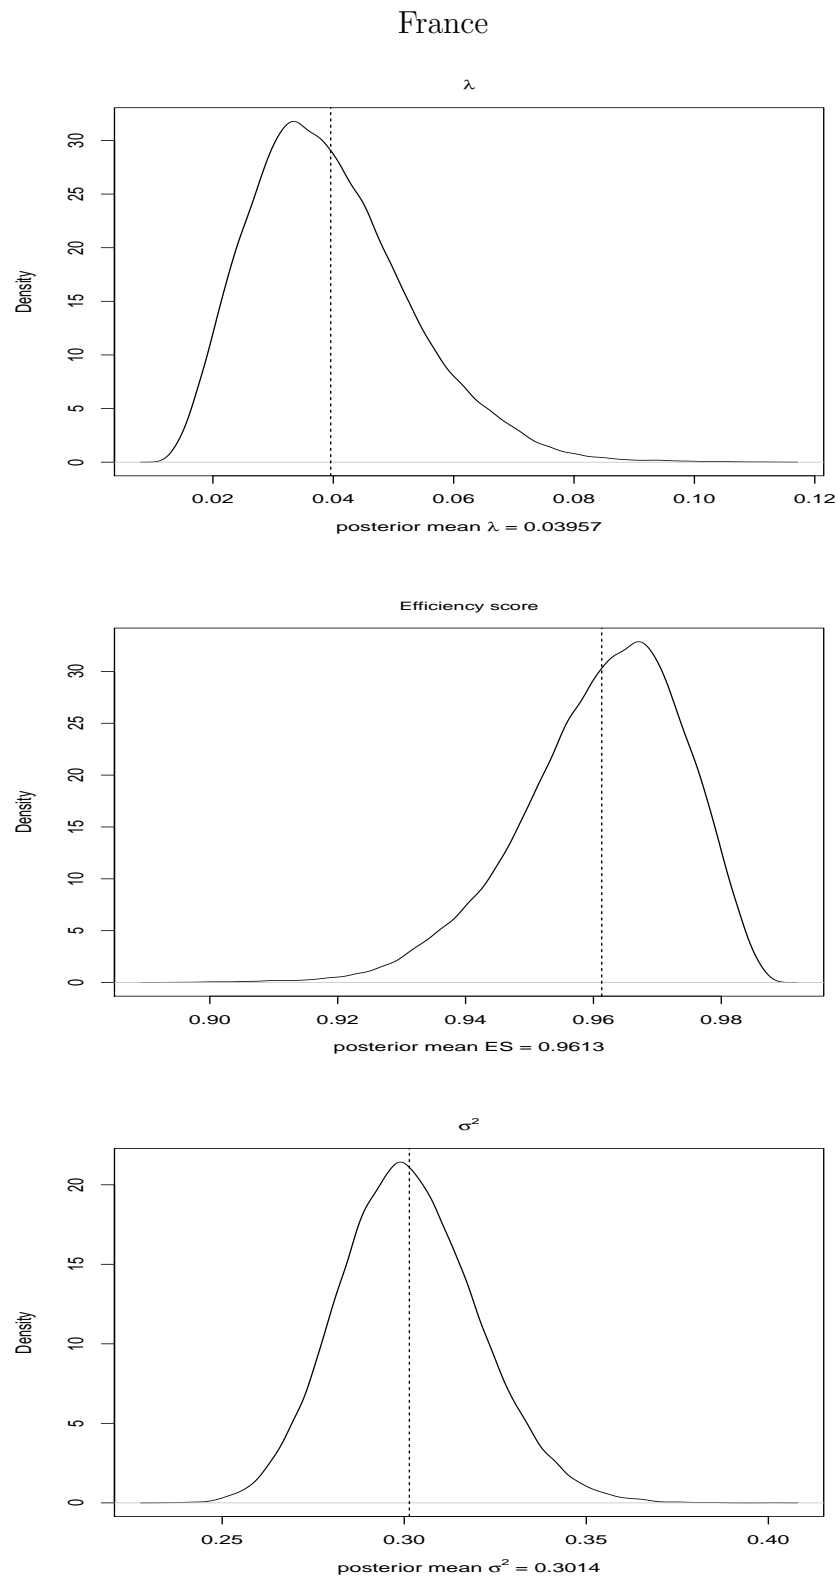 France
λ
30
25
20
15
10
5
0
Density
0.02 0.04 0.06 0.08 0.10 0.12
posterior mean λ = 0.03957
Efficiency score
30
25
20
15
10
5
0
Density
0.90 0.92 0.94 0.96 0.98
posterior mean ES = 0.9613
σ²
20
15
10
5
0
Density
0.25 0.30 0.35 0.40
posterior mean σ² = 0.3014